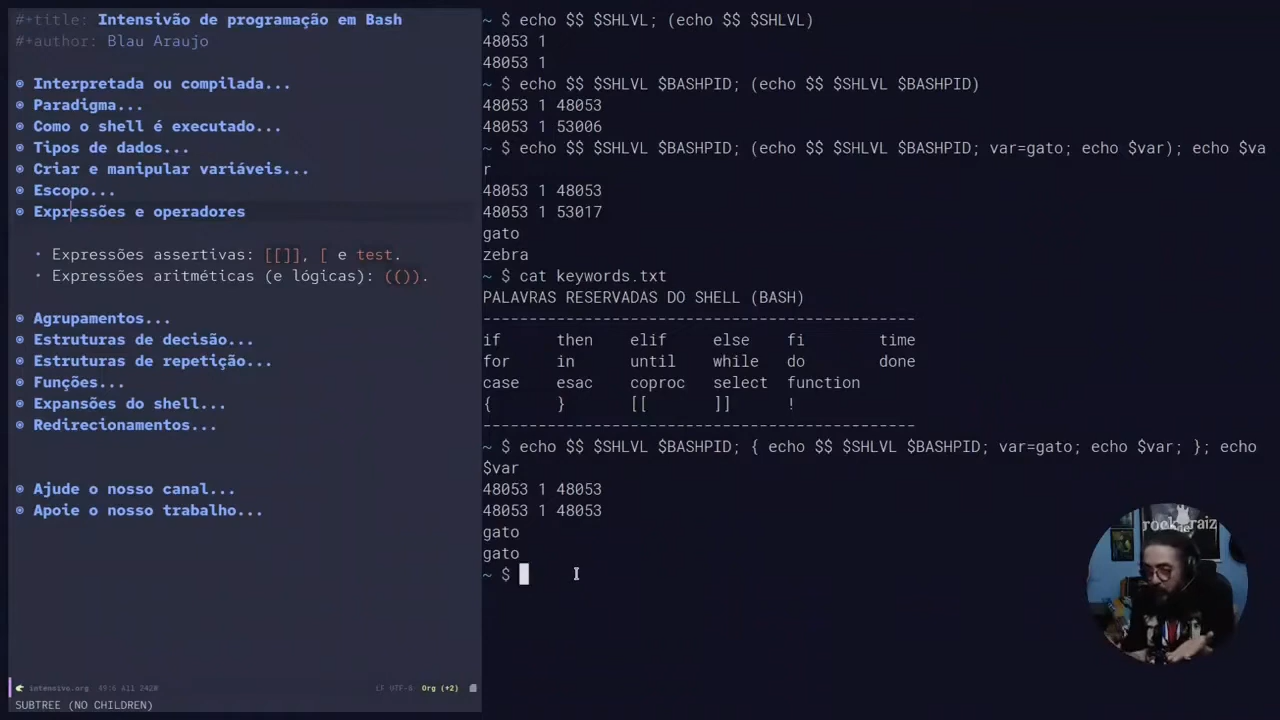 #+title: Intensivão de programação em Bash
#+author: Blau Araujo
Interpretada ou compilada...
Paradigma...
Como o shell é executado...
Tipos de dados...
Criar e manipular variáveis...
Escopo...
Expressões e operadores
• Expressões assertivas: [[]], [ e test.
• Expressões aritméticas (e lógicas): (()).
Agrupamentos...
Estruturas de decisão...
Estruturas de repetição...
Funções...
Expansões do shell...
Redirecionamentos...
Ajude o nosso canal...
Apoie o nosso trabalho...
intensivo.org 47:6 All 2420 CF UTF-8 Org (+2)
SUBTREE (NO CHILDREN)
~ $ echo $$ $SHLVL; (echo $$ $SHLVL)
48053 1
48053 1
~ $ echo $$ $SHLVL $BASHPID; (echo $$ $SHLVL $BASHPID)
48053 1 48053
48053 1 53006
~ $ echo $$ $SHLVL $BASHPID; (echo $$ $SHLVL $BASHPID; var=gato; echo $var); echo $va
r
48053 1 48053
48053 1 53017
gato
zebra
~ $ cat keywords.txt
PALAVRAS RESERVADAS DO SHELL (BASH)
-----------------------------------------------
if then elif else fi time
for in until while do done
case esac coproc select function
{ } [[ ]] !
-----------------------------------------------
~ $ echo $$ $SHLVL $BASHPID; { echo $$ $SHLVL $BASHPID; var=gato; echo $var; }; echo
$var
48053 1 48053
48053 1 48053
gato
gato
~ $
rock raiz